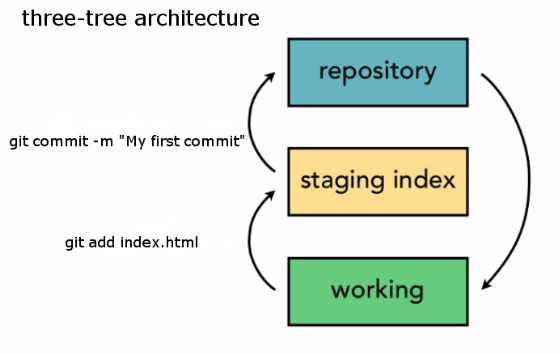 three-tree architecture
repository
git commit -m "My first commit"
staging index
git add index.html
working